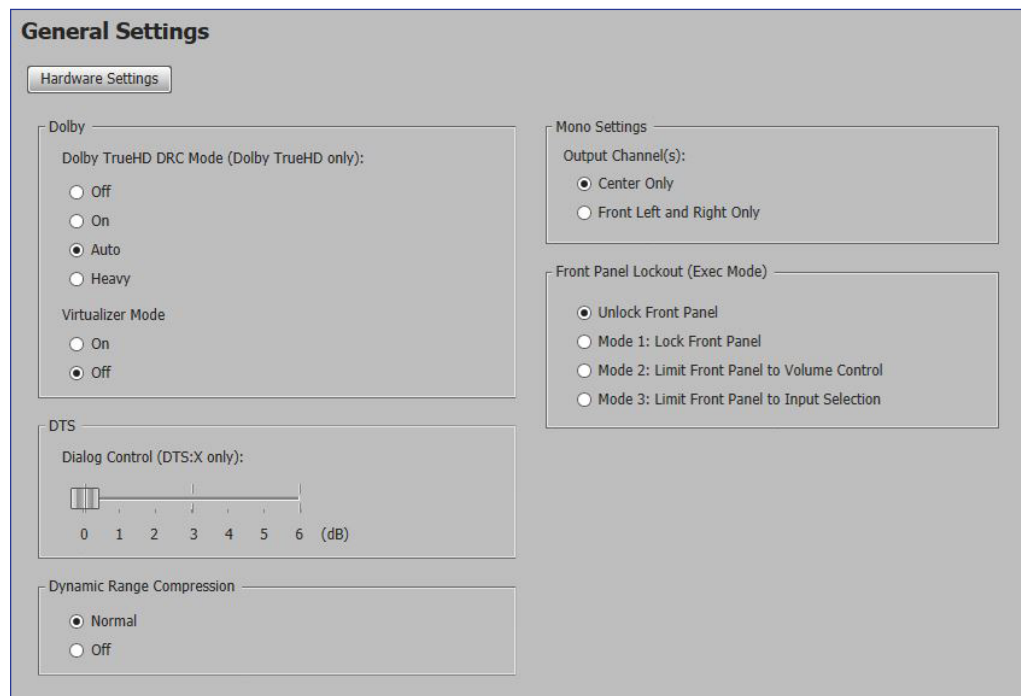 General Settings
Hardware Settings
Dolby
Dolby TrueHD DRC Mode (Dolby TrueHD only):
Off
On
Auto
Heavy
Virtualizer Mode
On
Off
DTS
Dialog Control (DTS:X only):
0 1 2 3 4 5 6 (dB)
Dynamic Range Compression
Normal
Off
Mono Settings
Output Channel(s):
Center Only
Front Left and Right Only
Front Panel Lockout (Exec Mode)
Unlock Front Panel
Mode 1: Lock Front Panel
Mode 2: Limit Front Panel to Volume Control
Mode 3: Limit Front Panel to Input Selection